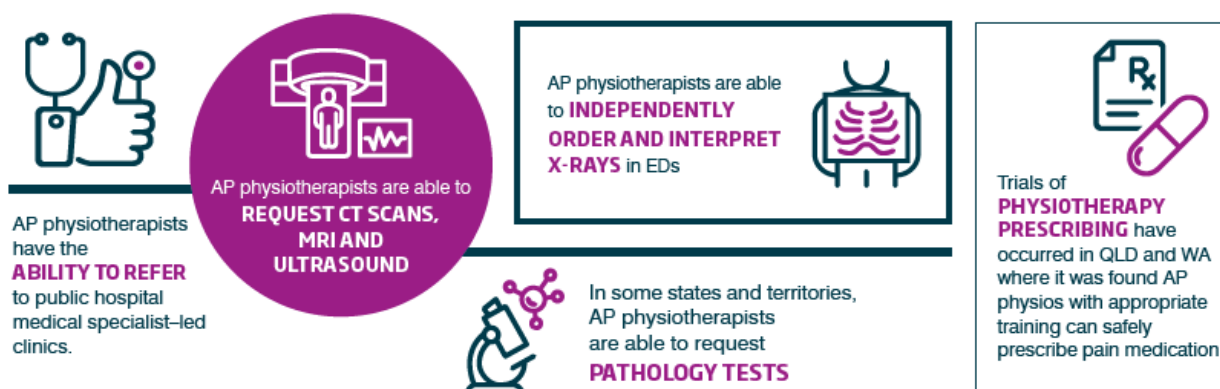 AP physiotherapists
have the
ABILITY TO REFER
to public hospital
medical specialist–led
clinics.
AP physiotherapists are able to
REQUEST CT SCANS,
MRI AND
ULTRASOUND
AP physiotherapists are able
to INDEPENDENTLY
ORDER AND INTERPRET
X-RAYS in EDs
In some states and territories,
AP physiotherapists
are able to request
PATHOLOGY TESTS
Rx
Trials of
PHYSIOTHERAPY
PRESCRIBING have
occurred in QLD and WA
where it was found AP
physios with appropriate
training can safely
prescribe pain medication